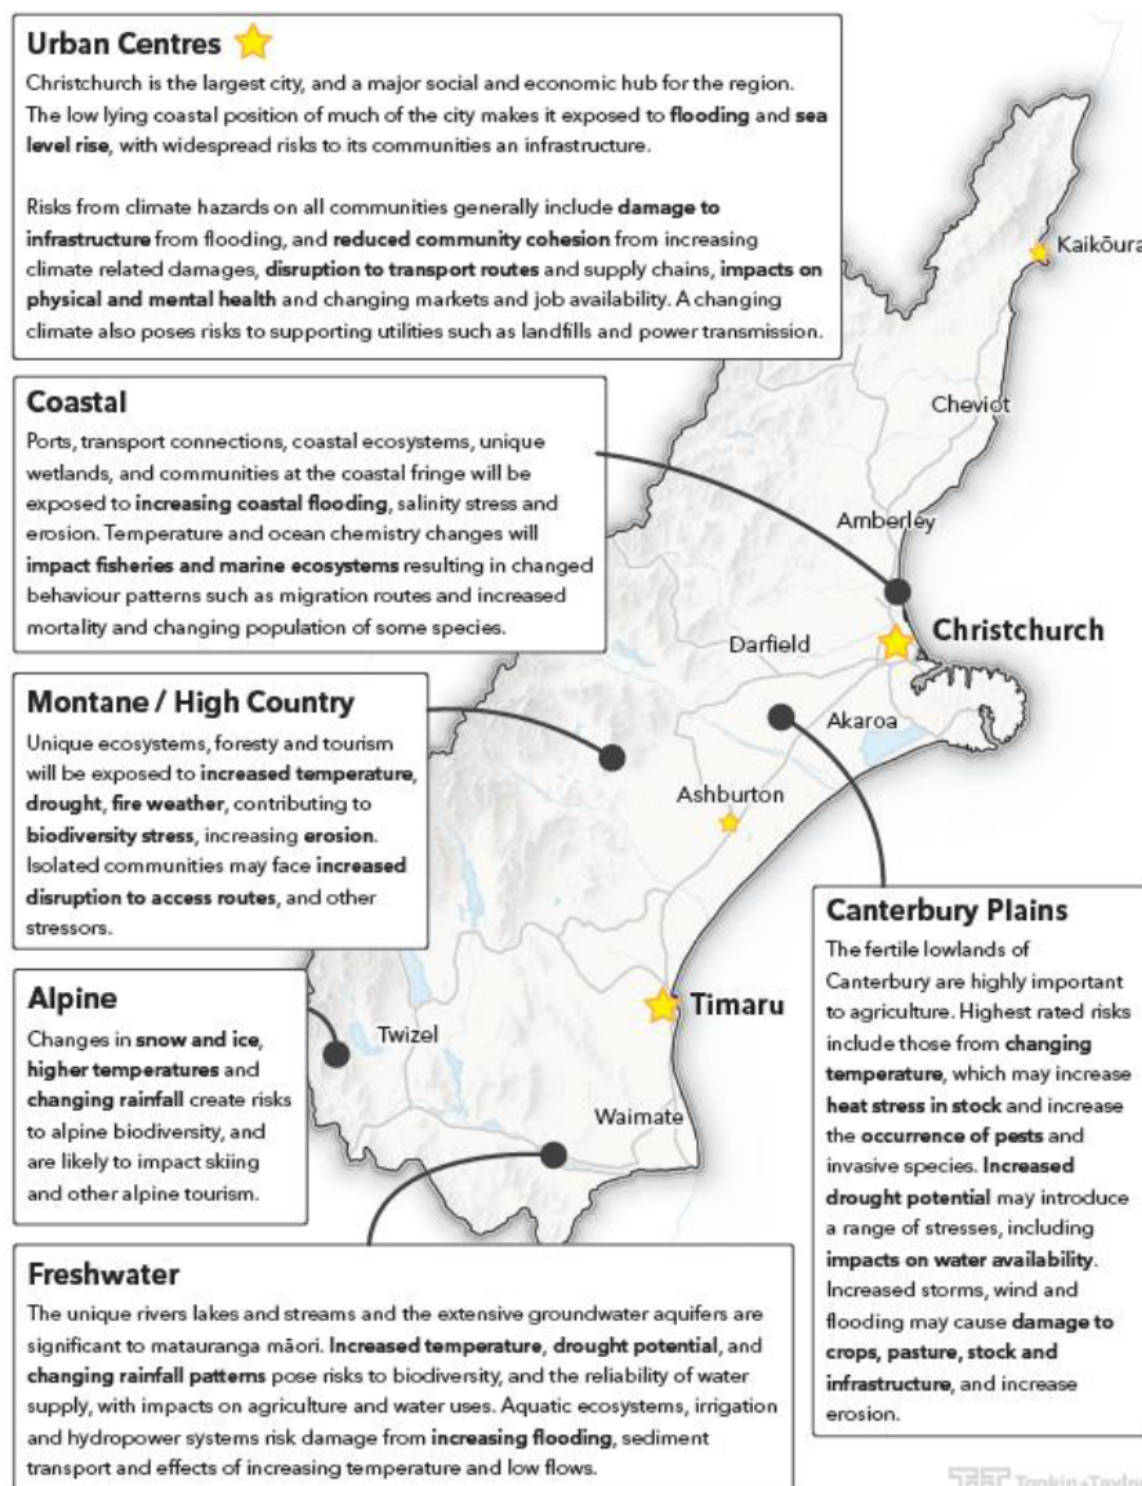 Urban Centres
Christchurch is the largest city, and a major social and economic hub for the region.
The low lying coastal position of much of the city makes it exposed to flooding and sea
level rise, with widespread risks to its communities an infrastructure.
Risks from climate hazards on all communities generally include damage to
infrastructure from flooding, and reduced community cohesion from increasing
climate related damages, disruption to transport routes and supply chains, impacts on
physical and mental health and changing markets and job availability. A changing
climate also poses risks to supporting utilities such as landfills and power transmission.
Kaikōura
Coastal
Ports, transport connections, coastal ecosystems, unique
wetlands, and communities at the coastal fringe will be
exposed to increasing coastal flooding, salinity stress and
erosion. Temperature and ocean chemistry changes will
impact fisheries and marine ecosystems resulting in changed
behaviour patterns such as migration routes and increased
mortality and changing population of some species.
Cheviot
Amberley
Christchurch
Darfield
Akaroa
Ashburton
Montane / High Country
Unique ecosystems, foresty and tourism
will be exposed to increased temperature,
drought, fire weather, contributing to
biodiversity stress, increasing erosion.
Isolated communities may face increased
disruption to access routes, and other
stressors.
Alpine
Changes in snow and ice,
higher temperatures and
changing rainfall create risks
to alpine biodiversity, and
are likely to impact skiing
and other alpine tourism.
Twizel
Timaru
Waimate
Canterbury Plains
The fertile lowlands of
Canterbury are highly important
to agriculture. Highest rated risks
include those from changing
temperature, which may increase
heat stress in stock and increase
the occurrence of pests and
invasive species. Increased
drought potential may introduce
a range of stresses, including
impacts on water availability.
Increased storms, wind and
flooding may cause damage to
crops, pasture, stock and
infrastructure, and increase
erosion.
Freshwater
The unique rivers lakes and streams and the extensive groundwater aquifers are
significant to matauranga māori. Increased temperature, drought potential, and
changing rainfall patterns pose risks to biodiversity, and the reliability of water
supply, with impacts on agriculture and water uses. Aquatic ecosystems, irrigation
and hydropower systems risk damage from increasing flooding, sediment
transport and effects of increasing temperature and low flows.